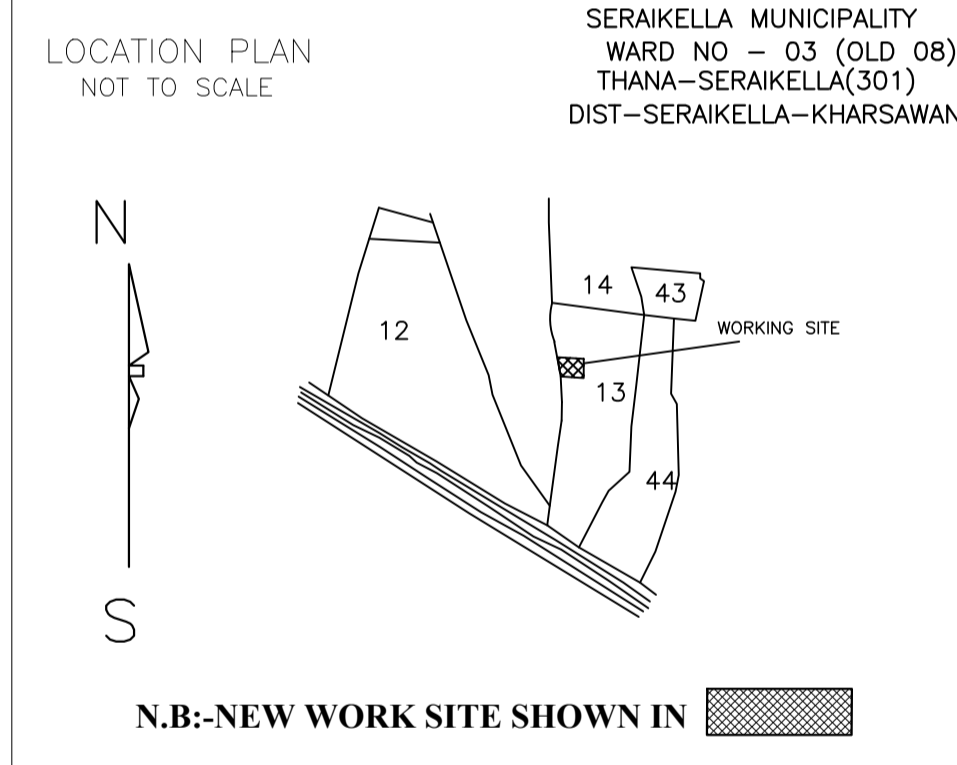 LOCATION PLAN
NOT TO SCALE
SERAIKELLA MUNICIPALITY
WARD NO – 03 (OLD 08)
THANA–SERAIKELLA(301)
DIST–SERAIKELLA–KHARSAWAN
N
S
14
43
12
WORKING SITE
13
44
N.B:-NEW WORK SITE SHOWN IN